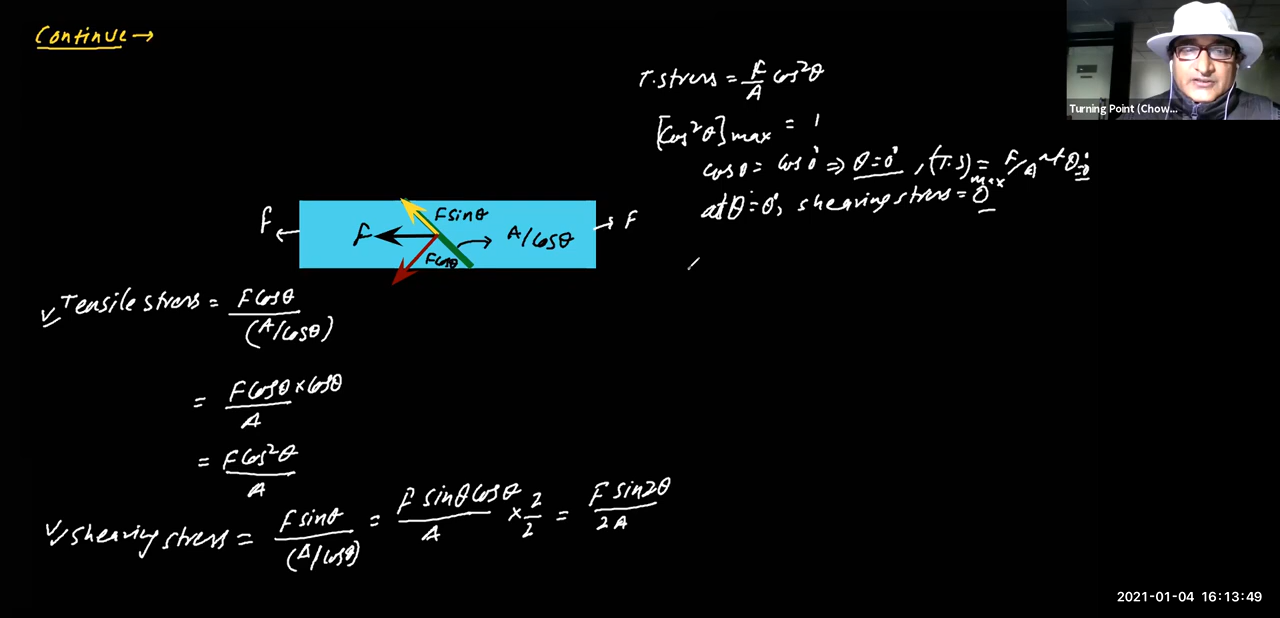 Continue →
T.stress = F/A cos²θ
[Cos²θ]max = 1
cosθ = cos0° ⇒ θ=0°, (T.S)max = F/A at θ=0°
at θ=0°, shearing stress = 0
F ← F → F
F sinθ
F cosθ
A/cosθ
✓ Tensile stress = F cosθ / (A/cosθ)
= F cosθ × cosθ / A
= F cos²θ / A
✓ shearing stress = F sinθ / (A/cosθ) = F sinθ cosθ / A × 2/2 = F sin2θ / 2A
Turning Point (Chow...
2021-01-04 16:13:49